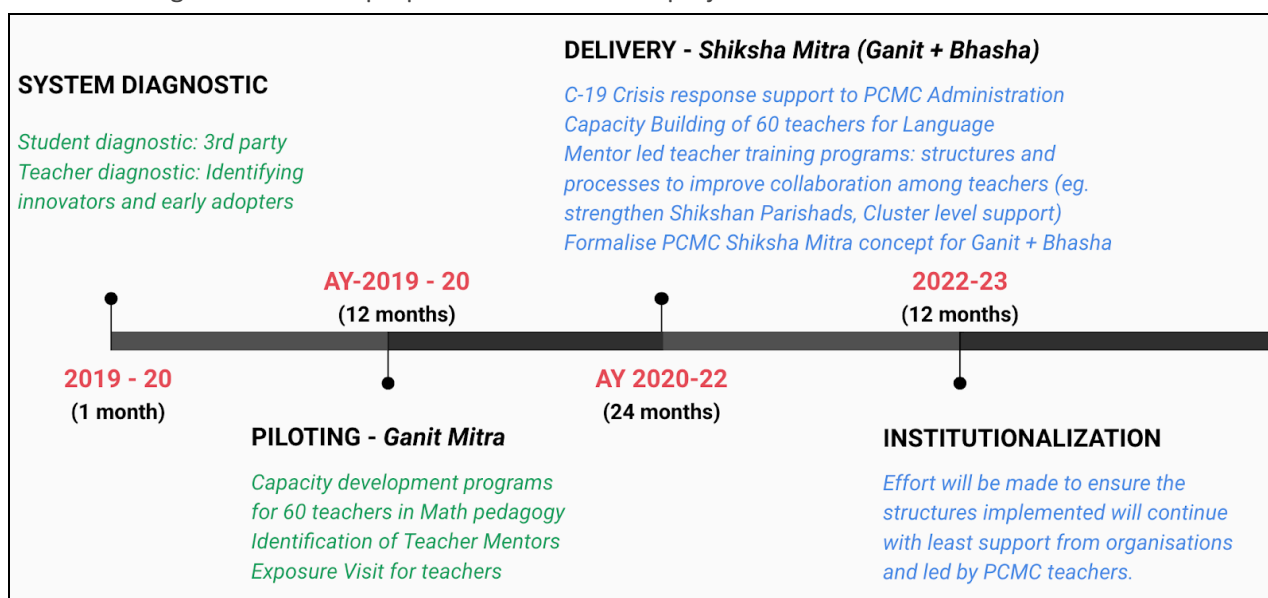 SYSTEM DIAGNOSTIC
Student diagnostic: 3rd party
Teacher diagnostic: Identifying
innovators and early adopters
DELIVERY - Shiksha Mitra (Ganit + Bhasha)
C-19 Crisis response support to PCMC Administration
Capacity Building of 60 teachers for Language
Mentor led teacher training programs: structures and
processes to improve collaboration among teachers (eg.
strengthen Shikshan Parishads, Cluster level support)
Formalise PCMC Shiksha Mitra concept for Ganit + Bhasha
AY-2019 - 20
(12 months)
2022-23
(12 months)
2019 - 20
(1 month)
AY 2020-22
(24 months)
PILOTING - Ganit Mitra
Capacity development programs
for 60 teachers in Math pedagogy
Identification of Teacher Mentors
Exposure Visit for teachers
INSTITUTIONALIZATION
Effort will be made to ensure the
structures implemented will continue
with least support from organisations
and led by PCMC teachers.